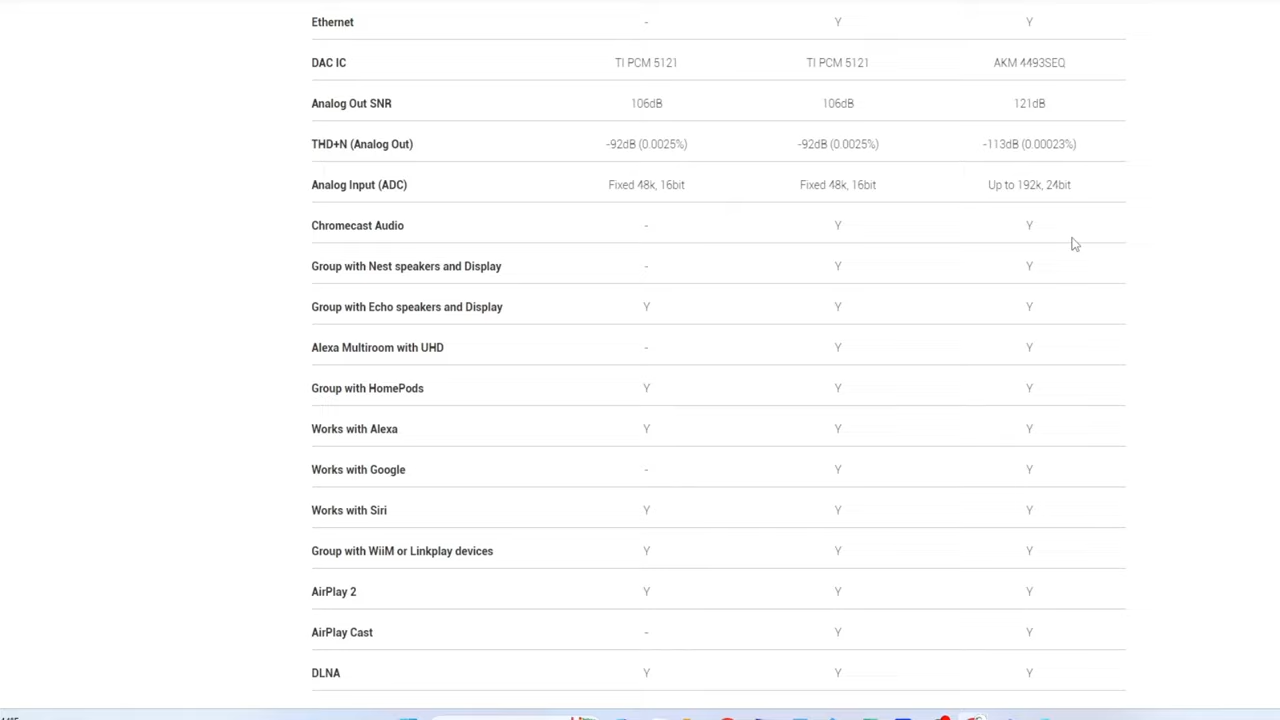 Ethernet - Y Y
DAC IC TI PCM 5121 TI PCM 5121 AKM 4493SEQ
Analog Out SNR 106dB 106dB 121dB
THD+N (Analog Out) -92dB (0.0025%) -92dB (0.0025%) -113dB (0.00023%)
Analog Input (ADC) Fixed 48k, 16bit Fixed 48k, 16bit Up to 192k, 24bit
Chromecast Audio - Y Y
Group with Nest speakers and Display - Y Y
Group with Echo speakers and Display Y Y Y
Alexa Multiroom with UHD - Y Y
Group with HomePods Y Y Y
Works with Alexa Y Y Y
Works with Google - Y Y
Works with Siri Y Y Y
Group with WiiM or Linkplay devices Y Y Y
AirPlay 2 Y Y Y
AirPlay Cast - Y Y
DLNA Y Y Y